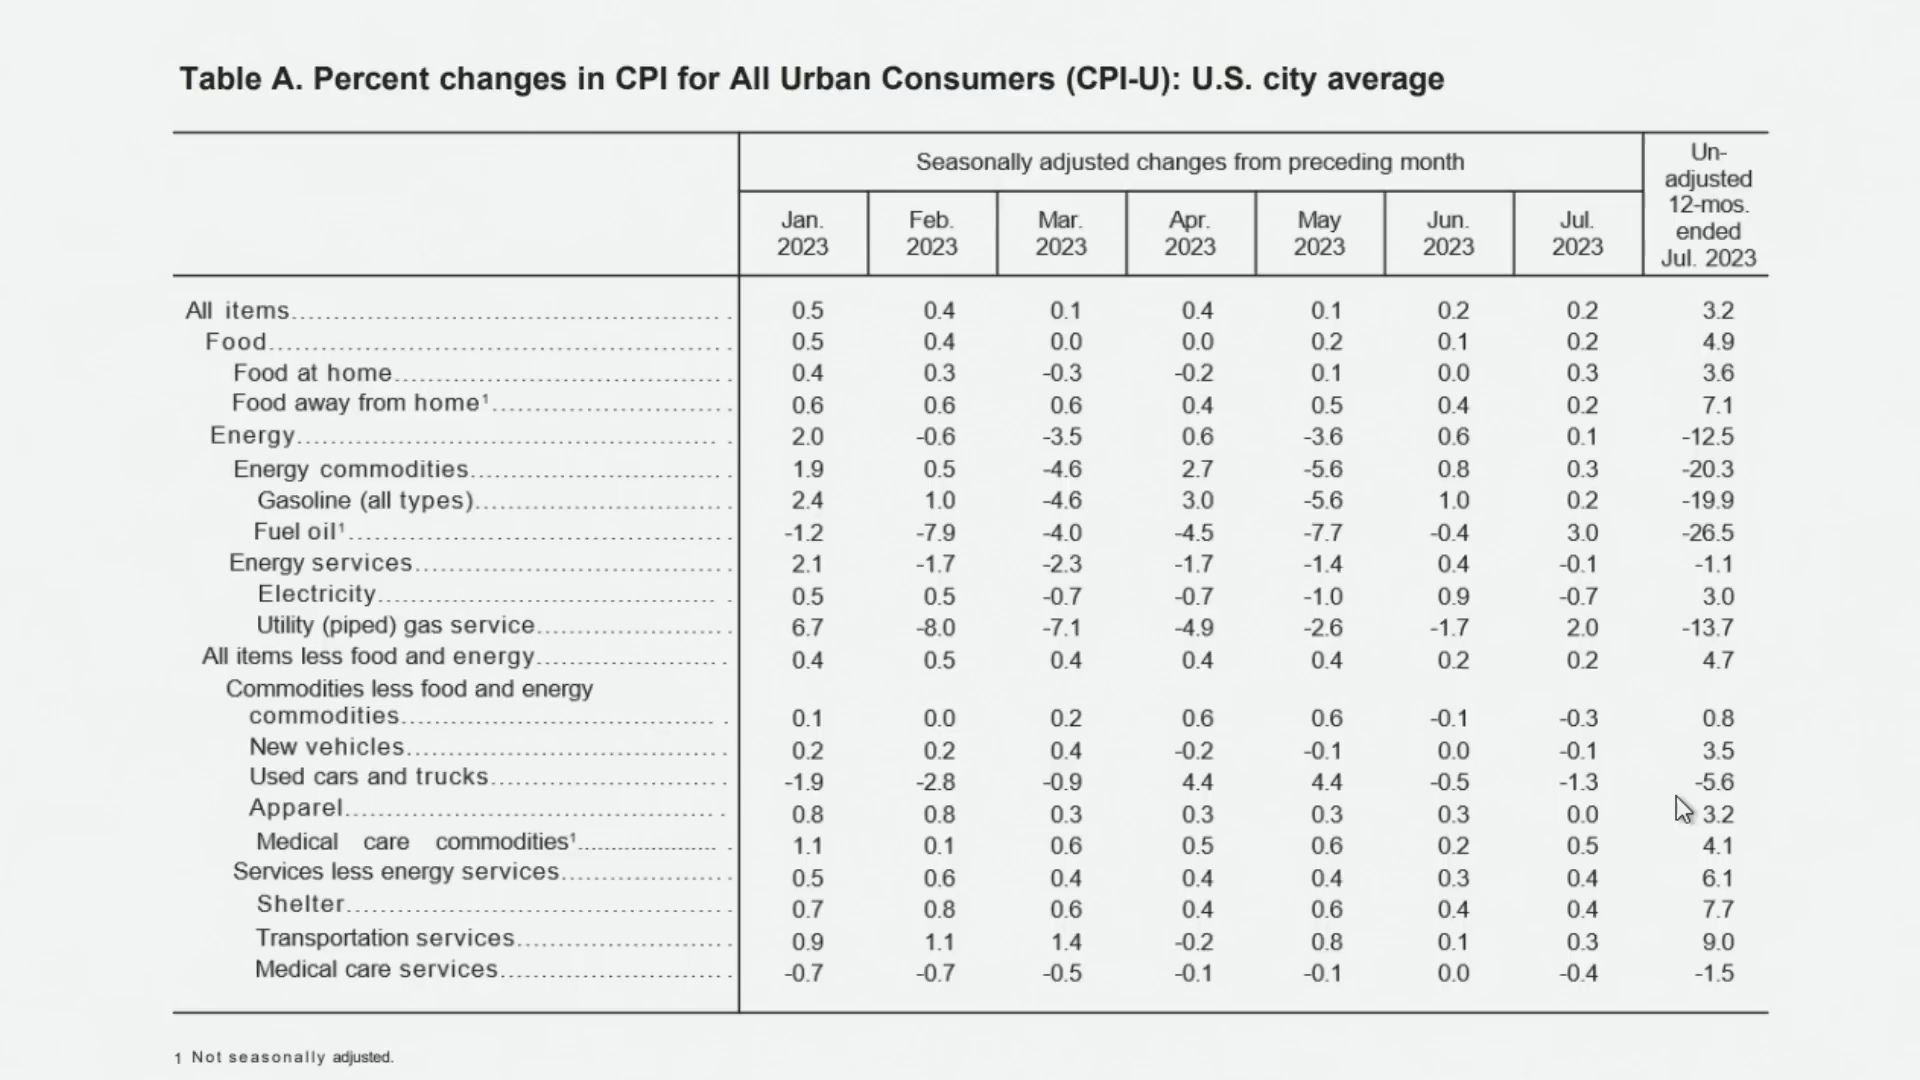 Table A. Percent changes in CPI for All Urban Consumers (CPI-U): U.S. city average
Seasonally adjusted changes from preceding month
Un-
adjusted
12-mos.
ended
Jul. 2023
Jan. 2023 Feb. 2023 Mar. 2023 Apr. 2023 May 2023 Jun. 2023 Jul. 2023
All items 0.5 0.4 0.1 0.4 0.1 0.2 0.2 3.2
Food 0.5 0.4 0.0 0.0 0.2 0.1 0.2 4.9
Food at home 0.4 0.3 -0.3 -0.2 0.1 0.0 0.3 3.6
Food away from home¹ 0.6 0.6 0.6 0.4 0.5 0.4 0.2 7.1
Energy 2.0 -0.6 -3.5 0.6 -3.6 0.6 0.1 -12.5
Energy commodities 1.9 0.5 -4.6 2.7 -5.6 0.8 0.3 -20.3
Gasoline (all types) 2.4 1.0 -4.6 3.0 -5.6 1.0 0.2 -19.9
Fuel oil¹ -1.2 -7.9 -4.0 -4.5 -7.7 -0.4 3.0 -26.5
Energy services 2.1 -1.7 -2.3 -1.7 -1.4 0.4 -0.1 -1.1
Electricity 0.5 0.5 -0.7 -0.7 -1.0 0.9 -0.7 3.0
Utility (piped) gas service 6.7 -8.0 -7.1 -4.9 -2.6 -1.7 2.0 -13.7
All items less food and energy 0.4 0.5 0.4 0.4 0.4 0.2 0.2 4.7
Commodities less food and energy
commodities 0.1 0.0 0.2 0.6 0.6 -0.1 -0.3 0.8
New vehicles 0.2 0.2 0.4 -0.2 -0.1 0.0 -0.1 3.5
Used cars and trucks -1.9 -2.8 -0.9 4.4 4.4 -0.5 -1.3 -5.6
Apparel 0.8 0.8 0.3 0.3 0.3 0.3 0.0 3.2
Medical care commodities¹ 1.1 0.1 0.6 0.5 0.6 0.2 0.5 4.1
Services less energy services 0.5 0.6 0.4 0.4 0.4 0.3 0.4 6.1
Shelter 0.7 0.8 0.6 0.4 0.6 0.4 0.4 7.7
Transportation services 0.9 1.1 1.4 -0.2 0.8 0.1 0.3 9.0
Medical care services -0.7 -0.7 -0.5 -0.1 -0.1 0.0 -0.4 -1.5
1 Not seasonally adjusted.